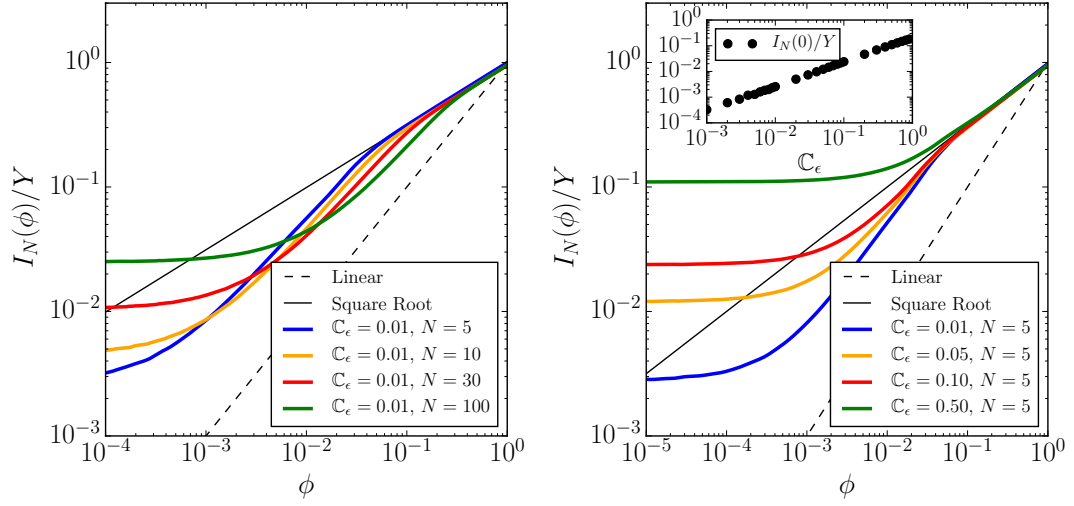 10^0
10^{-1}
10^{-2}
10^{-3}
I_N(ϕ)/Y
10^{-4} 10^{-3} 10^{-2} 10^{-1} 10^0
ϕ
Linear
Square Root
ℂ_ϵ = 0.01, N = 5
ℂ_ϵ = 0.01, N = 10
ℂ_ϵ = 0.01, N = 30
ℂ_ϵ = 0.01, N = 100
10^0
10^{-1}
10^{-2}
10^{-3}
I_N(ϕ)/Y
10^{-5} 10^{-4} 10^{-3} 10^{-2} 10^{-1} 10^0
ϕ
10^0
10^{-1}
10^{-2}
10^{-3}
10^{-4}
I_N(0)/Y
10^{-3} 10^{-2} 10^{-1} 10^0
ℂ_ϵ
Linear
Square Root
ℂ_ϵ = 0.01, N = 5
ℂ_ϵ = 0.05, N = 5
ℂ_ϵ = 0.10, N = 5
ℂ_ϵ = 0.50, N = 5